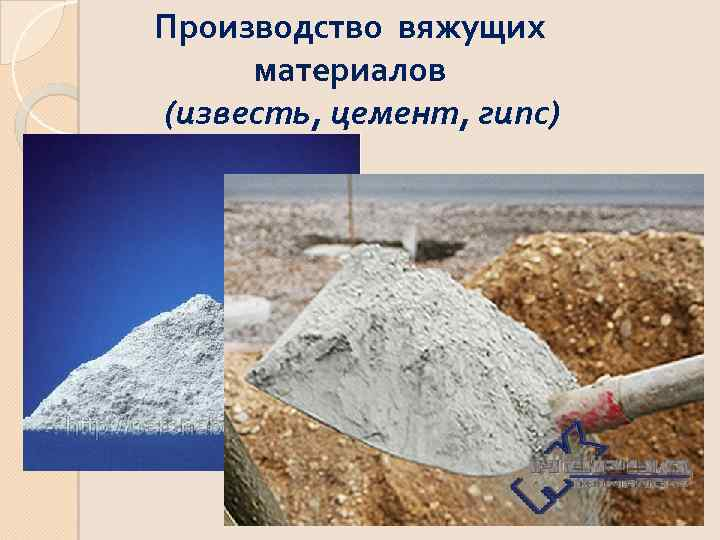 Производство вяжущих
материалов
(известь, цемент, гипс)